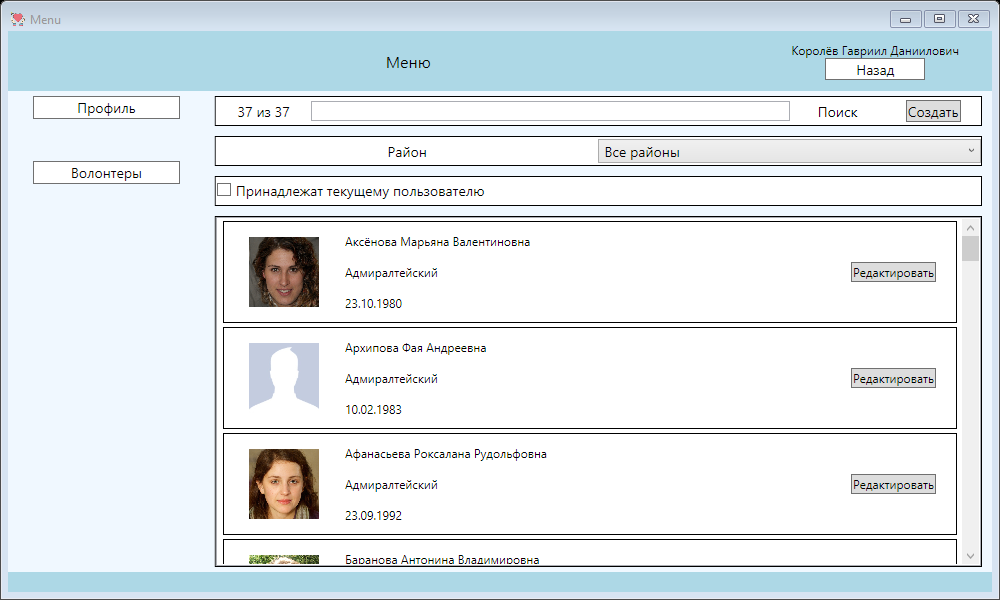 Menu
Меню
Королёв Гавриил Даниилович
Назад
Профиль
Волонтеры
37 из 37
Поиск
Создать
Район
Все районы
Принадлежат текущему пользователю
Аксёнова Марьяна Валентиновна
Адмиралтейский
23.10.1980
Редактировать
Архипова Фая Андреевна
Адмиралтейский
10.02.1983
Редактировать
Афанасьева Роксалана Рудольфовна
Адмиралтейский
23.09.1992
Редактировать
Баранова Антонина Владимировна